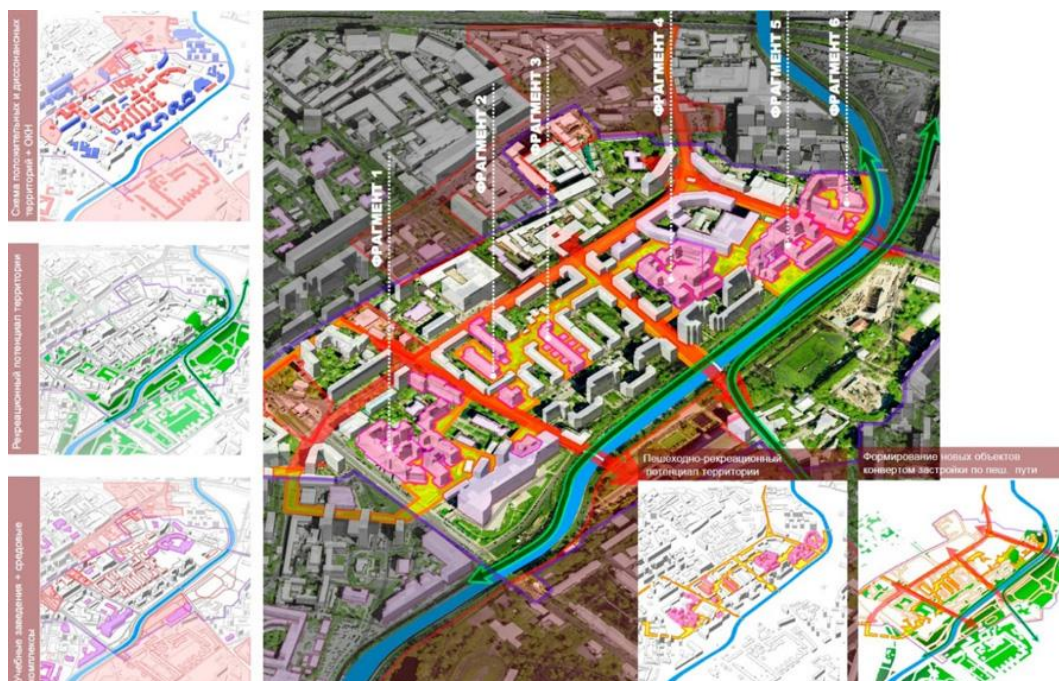 Схема положительных и диссонансных
территорий + ОКН
Рекреационный потенциал территории
Учебные заведения + средовые
комплексы
ФРАГМЕНТ 1
ФРАГМЕНТ 2
ФРАГМЕНТ 3
ФРАГМЕНТ 4
ФРАГМЕНТ 5
ФРАГМЕНТ 6
Пешеходно-рекреационный
потенциал территории
Формирование новых объектов
конвертом застройки по пеш. пути